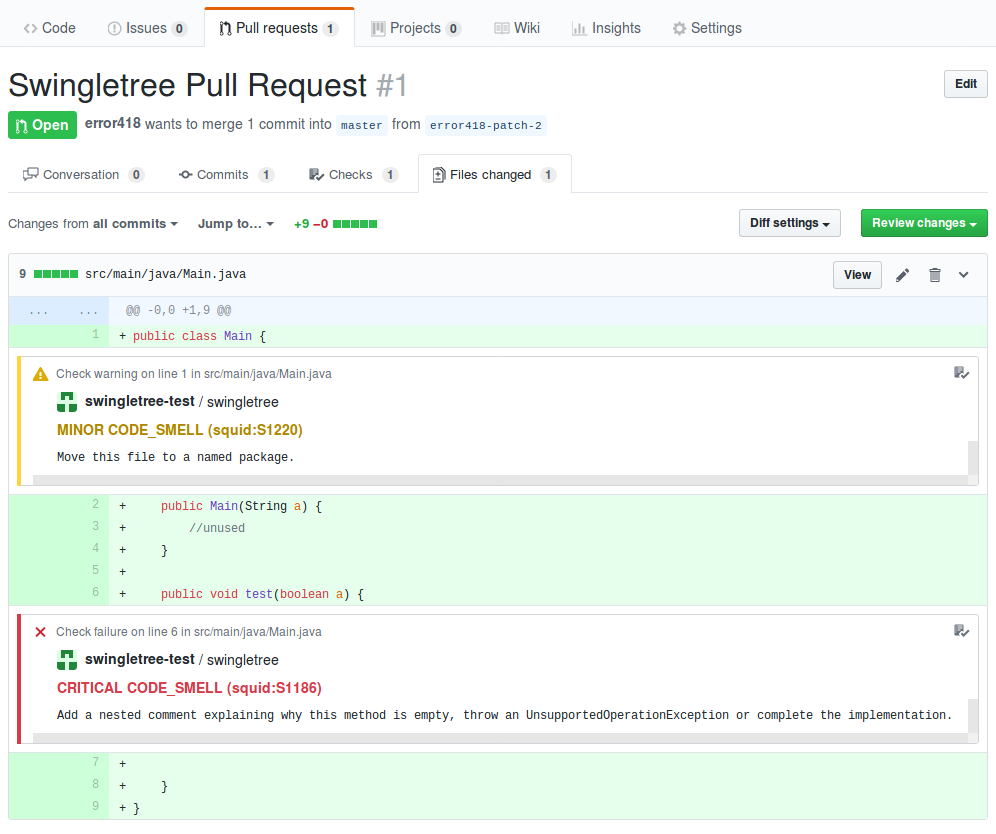 Code Issues 0 Pull requests 1 Projects 0 Wiki Insights Settings
Swingletree Pull Request #1 Edit
Open error418 wants to merge 1 commit into master from error418-patch-2
Conversation 0 Commits 1 Checks 1 Files changed 1
Changes from all commits Jump to... +9 −0 Diff settings Review changes
9 src/main/java/Main.java View
... ... @@ -0,0 +1,9 @@
1 + public class Main {
Check warning on line 1 in src/main/java/Main.java
swingletree-test / swingletree
MINOR CODE_SMELL (squid:S1220)
Move this file to a named package.
2 + public Main(String a) {
3 + //unused
4 + }
5 +
6 + public void test(boolean a) {
Check failure on line 6 in src/main/java/Main.java
swingletree-test / swingletree
CRITICAL CODE_SMELL (squid:S1186)
Add a nested comment explaining why this method is empty, throw an UnsupportedOperationException or complete the implementation.
7 +
8 + }
9 + }